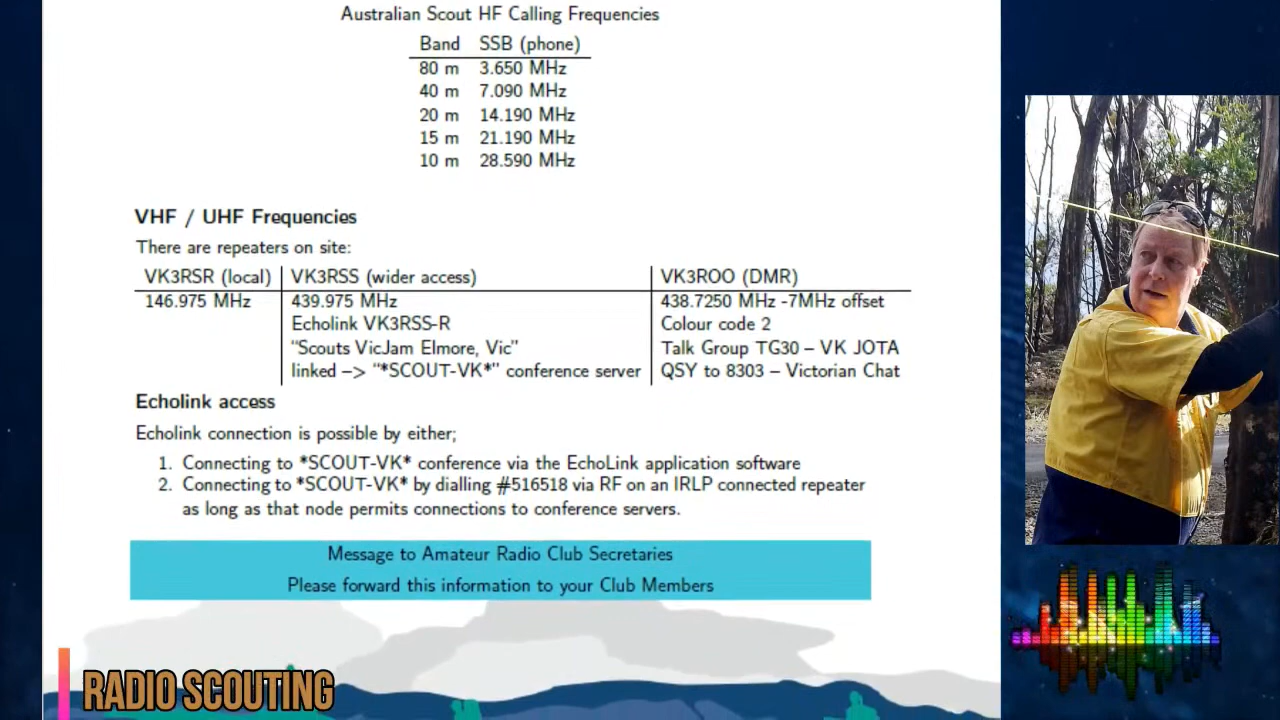 Australian Scout HF Calling Frequencies
Band SSB (phone)
80 m 3.650 MHz
40 m 7.090 MHz
20 m 14.190 MHz
15 m 21.190 MHz
10 m 28.590 MHz
VHF / UHF Frequencies
There are repeaters on site:
VK3RSR (local) VK3RSS (wider access) VK3ROO (DMR)
146.975 MHz 439.975 MHz 438.7250 MHz -7MHz offset
Echolink VK3RSS-R Colour code 2
"Scouts VicJam Elmore, Vic" Talk Group TG30 – VK JOTA
linked –> "*SCOUT-VK*" conference server QSY to 8303 – Victorian Chat
Echolink access
Echolink connection is possible by either;
1. Connecting to *SCOUT-VK* conference via the EchoLink application software
2. Connecting to *SCOUT-VK* by dialling #516518 via RF on an IRLP connected repeater
as long as that node permits connections to conference servers.
Message to Amateur Radio Club Secretaries
Please forward this information to your Club Members
RADIO SCOUTING